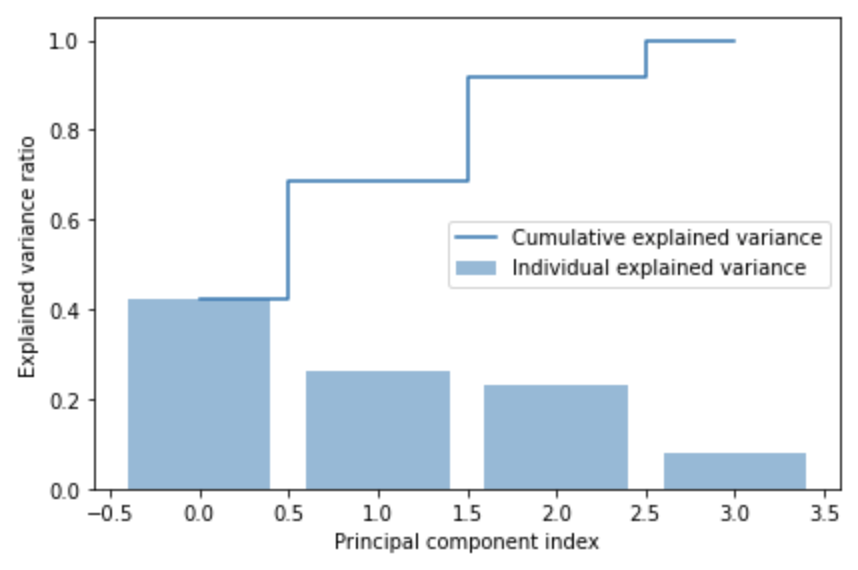 1.0
0.8
0.6
0.4
0.2
0.0
Explained variance ratio
Cumulative explained variance
Individual explained variance
−0.5 0.0 0.5 1.0 1.5 2.0 2.5 3.0 3.5
Principal component index